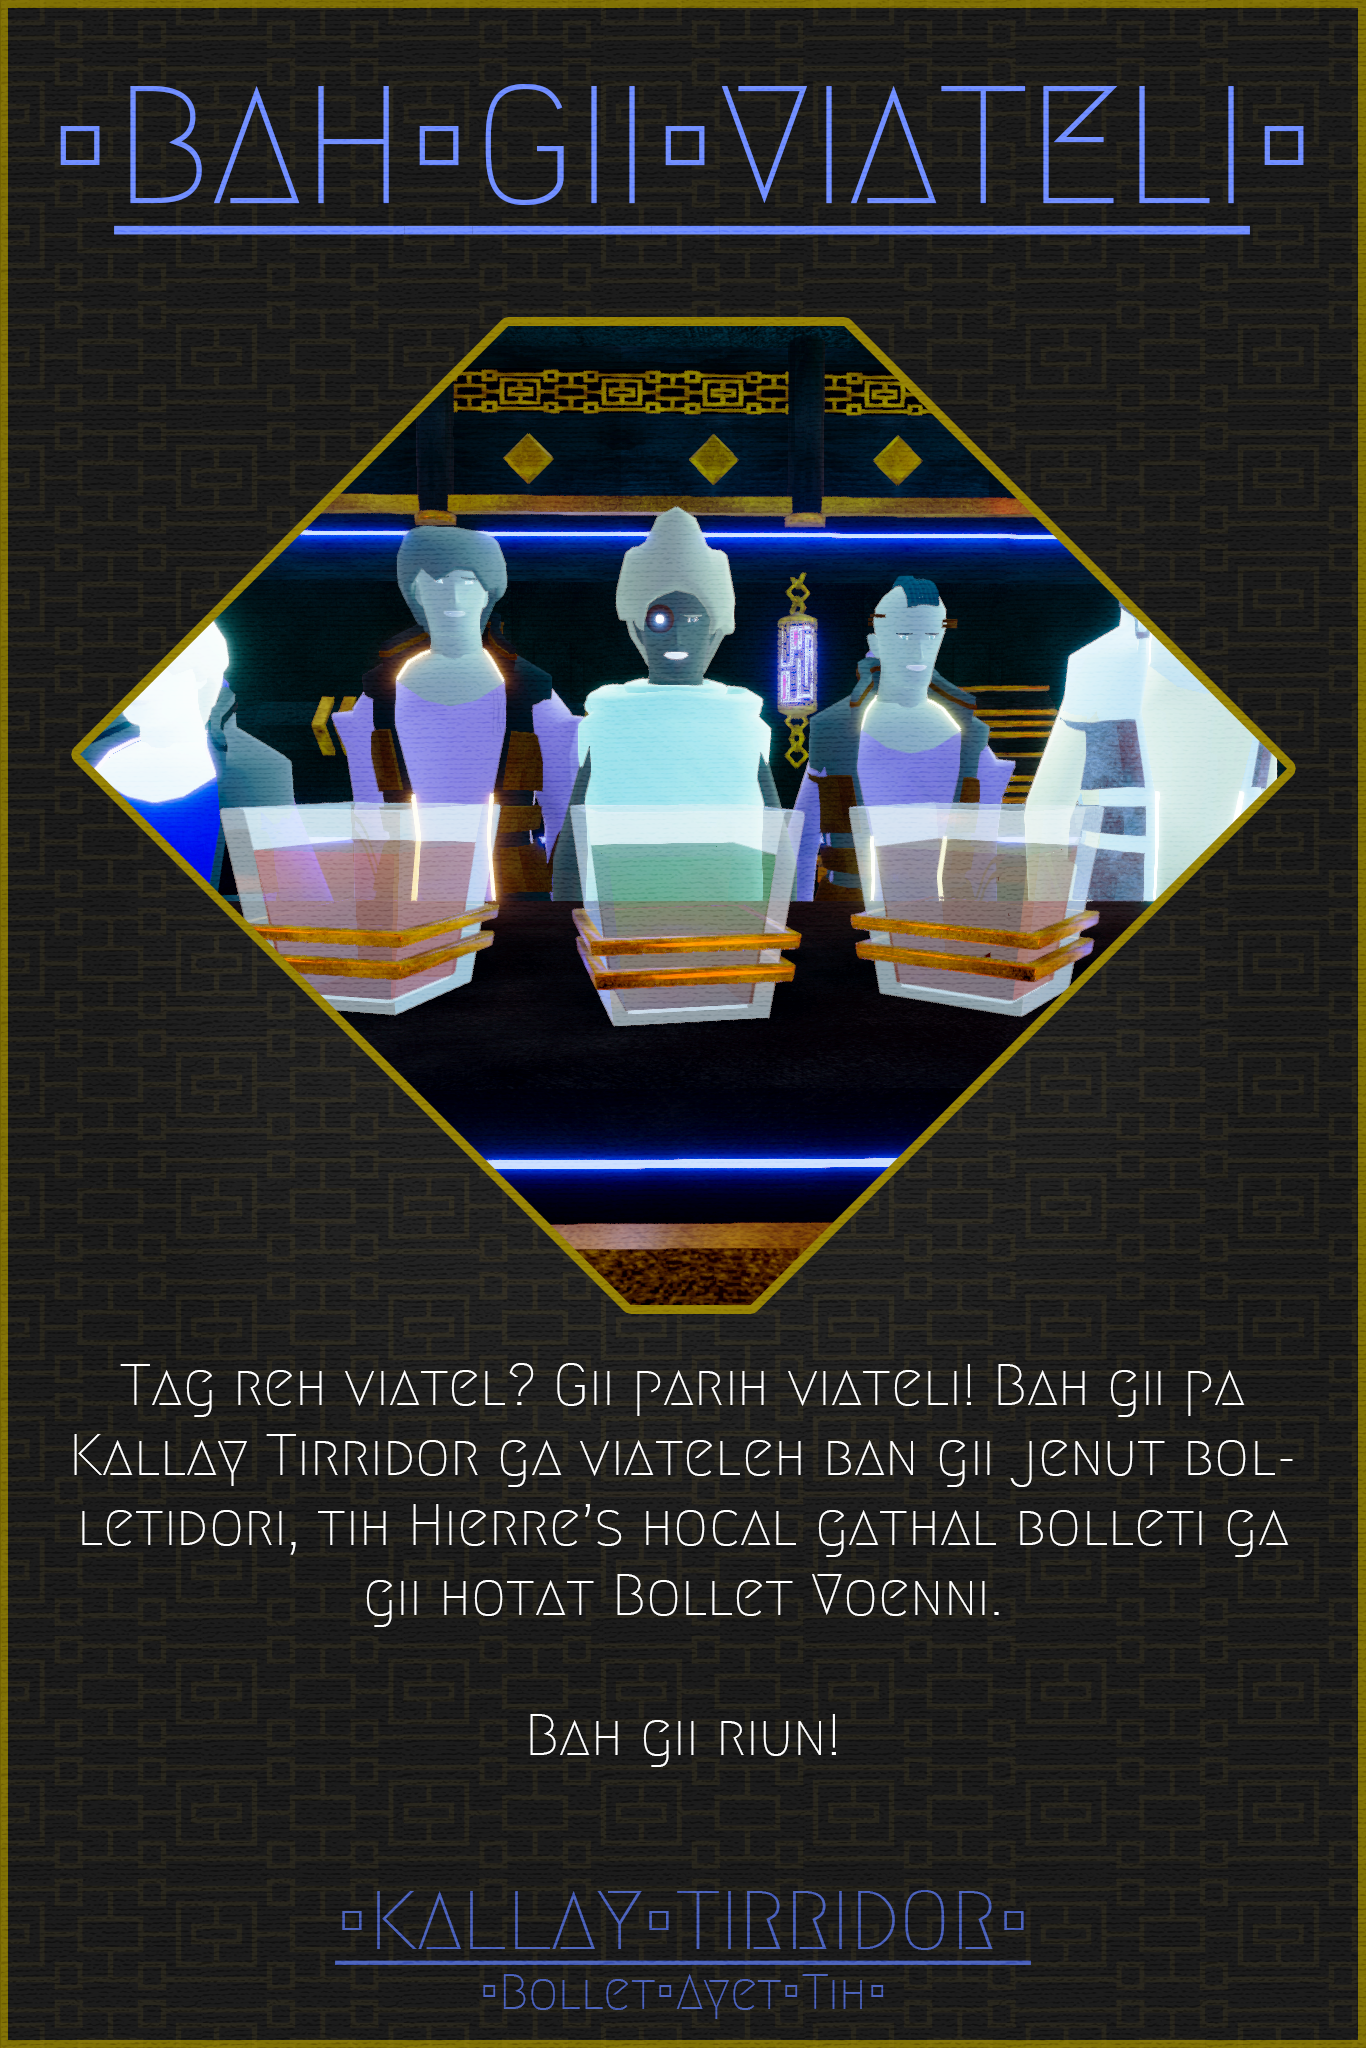 ▫BAH▫GII▫VIATELI▫
Tag reh viatel? Gii parih viateli! Bah gii pa
Kallay Tirridor ga viateleh ban gii jenut bol-
letidori, tih Hierre’s hocal gathal bolleti ga
gii hotat Bollet Voenni.
Bah gii riun!
▫KALLAY▫TIRRIDOR▫
▫Bollet▫Ayet▫Tih▫